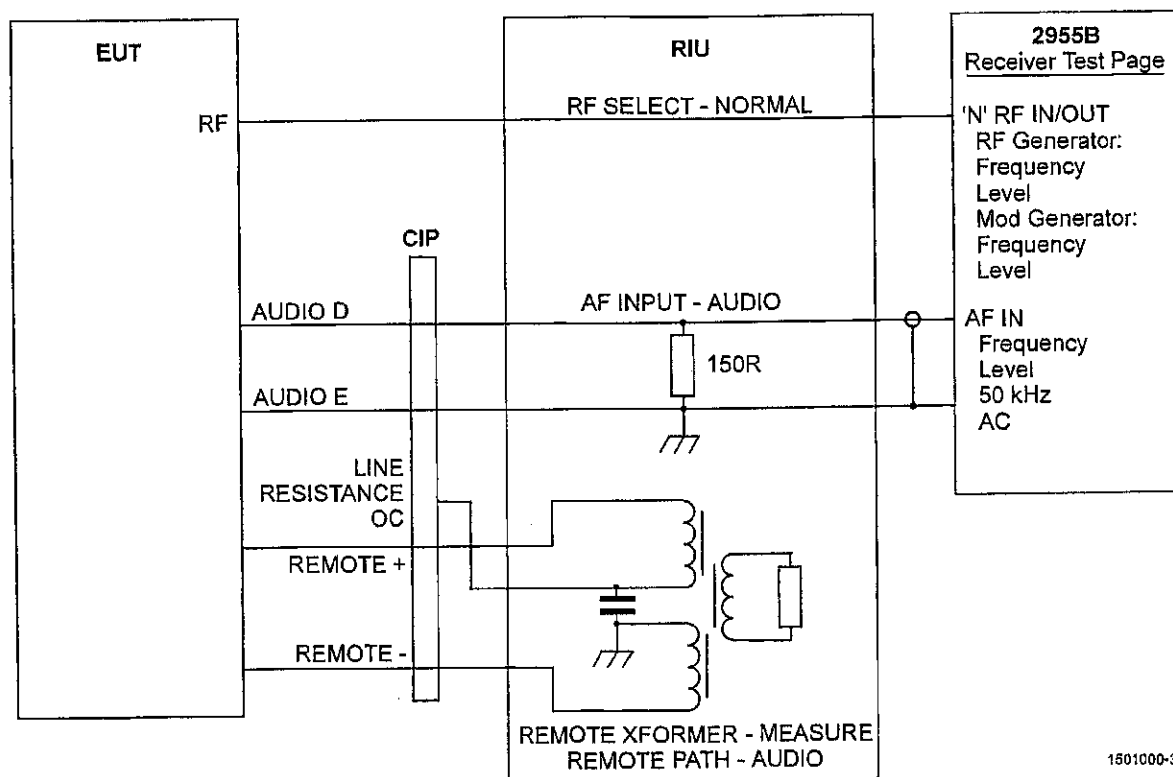 EUT
RF
RIU
RF SELECT - NORMAL
2955B
Receiver Test Page
'N' RF IN/OUT
RF Generator:
Frequency
Level
Mod Generator:
Frequency
Level
CIP
AUDIO D
AF INPUT - AUDIO
150R
AF IN
Frequency
Level
50 kHz
AC
AUDIO E
LINE
RESISTANCE
OC
REMOTE +
REMOTE -
REMOTE XFORMER - MEASURE
REMOTE PATH - AUDIO